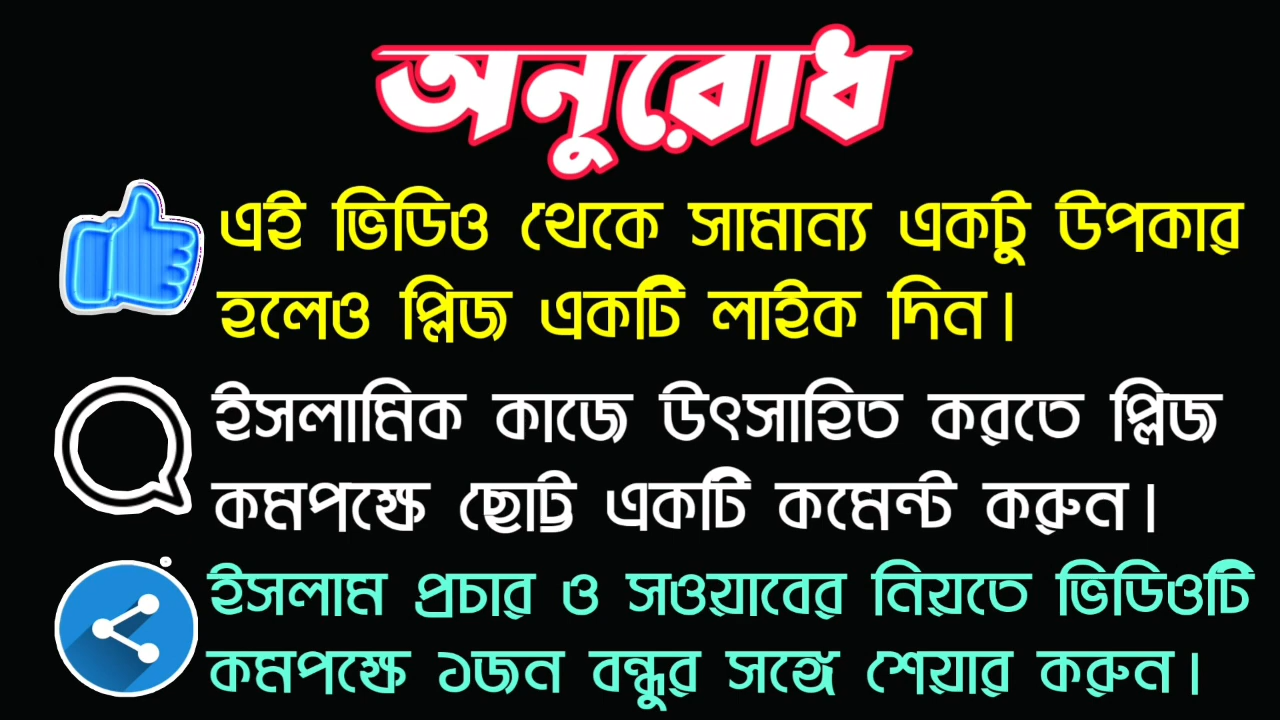 অনুরোধ
এই ভিডিও থেকে সামান্য একটু উপকার
হলেও প্লিজ একটি লাইক দিন।
ইসলামিক কাজে উৎসাহিত করতে প্লিজ
কমপক্ষে ছোট্ট একটি কমেন্ট করুন।
ইসলাম প্রচার ও সওয়াবের নিয়তে ভিডিওটি
কমপক্ষে ১জন বন্ধুর সঙ্গে শেয়ার করুন।